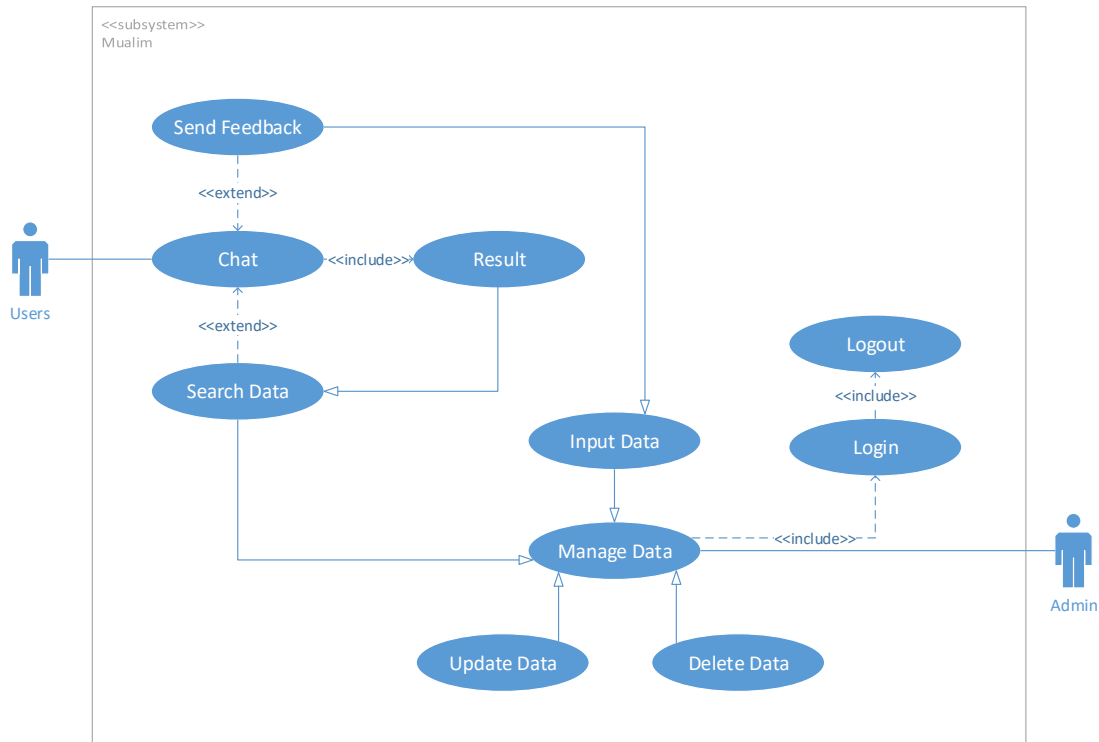 <<subsystem>>
Mualim
Send Feedback
<<extend>>
Chat
<<include>>
Result
Users
<<extend>>
Logout
Search Data
<<include>>
Input Data
Login
Manage Data
<<include>>
Admin
Update Data
Delete Data